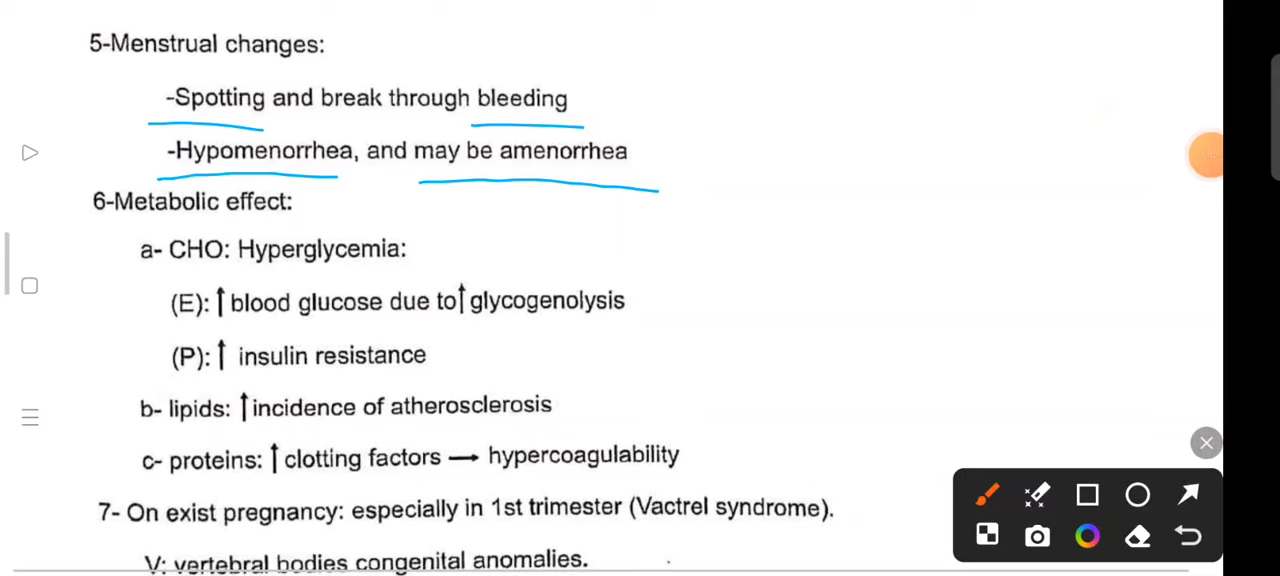 5-Menstrual changes:
-Spotting and break through bleeding
-Hypomenorrhea, and may be amenorrhea
6-Metabolic effect:
a- CHO: Hyperglycemia:
(E): ↑ blood glucose due to ↑ glycogenolysis
(P): ↑ insulin resistance
b- lipids: ↑ incidence of atherosclerosis
c- proteins: ↑ clotting factors → hypercoagulability
7- On exist pregnancy: especially in 1st trimester (Vactrel syndrome).
V: vertebral bodies congenital anomalies.